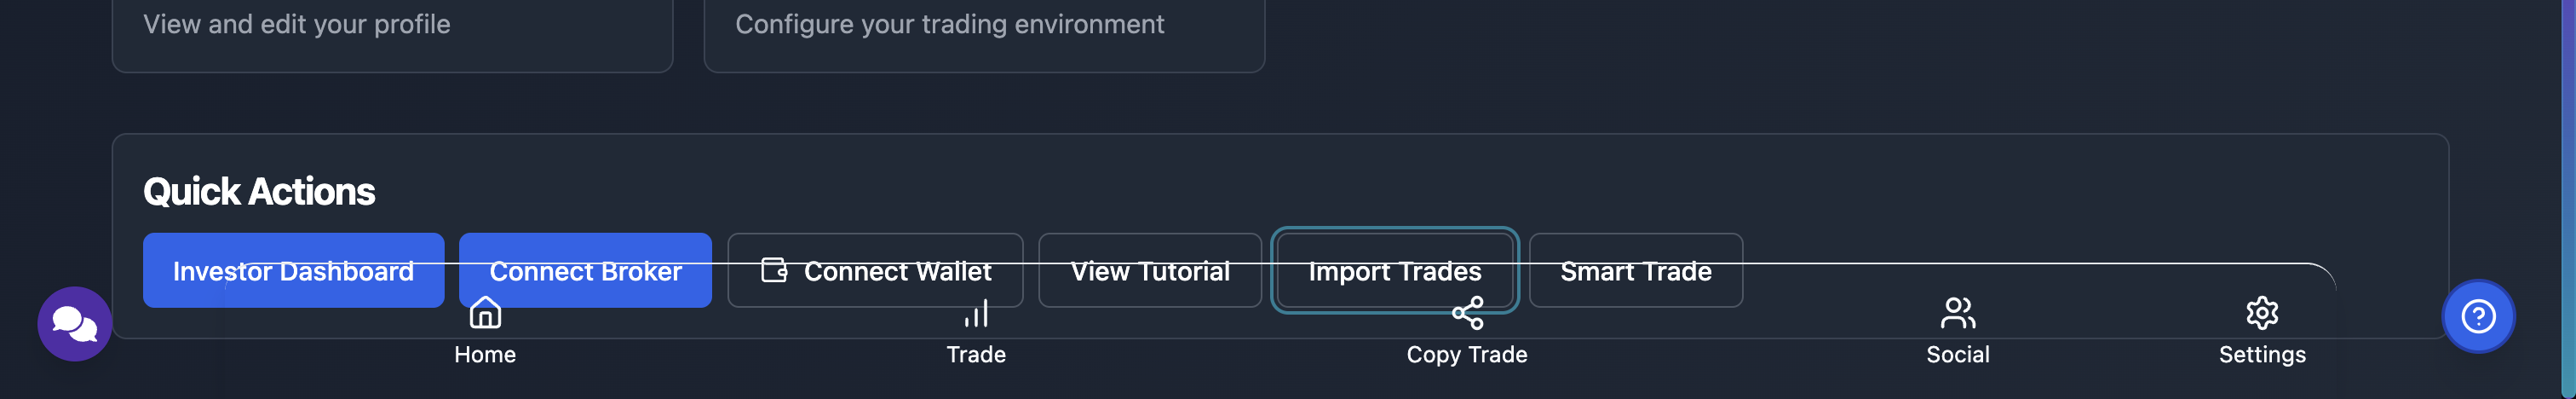 View and edit your profile
Configure your trading environment
Quick Actions
Investor Dashboard
Connect Broker
Connect Wallet
View Tutorial
Import Trades
Smart Trade
Home
Trade
Copy Trade
Social
Settings